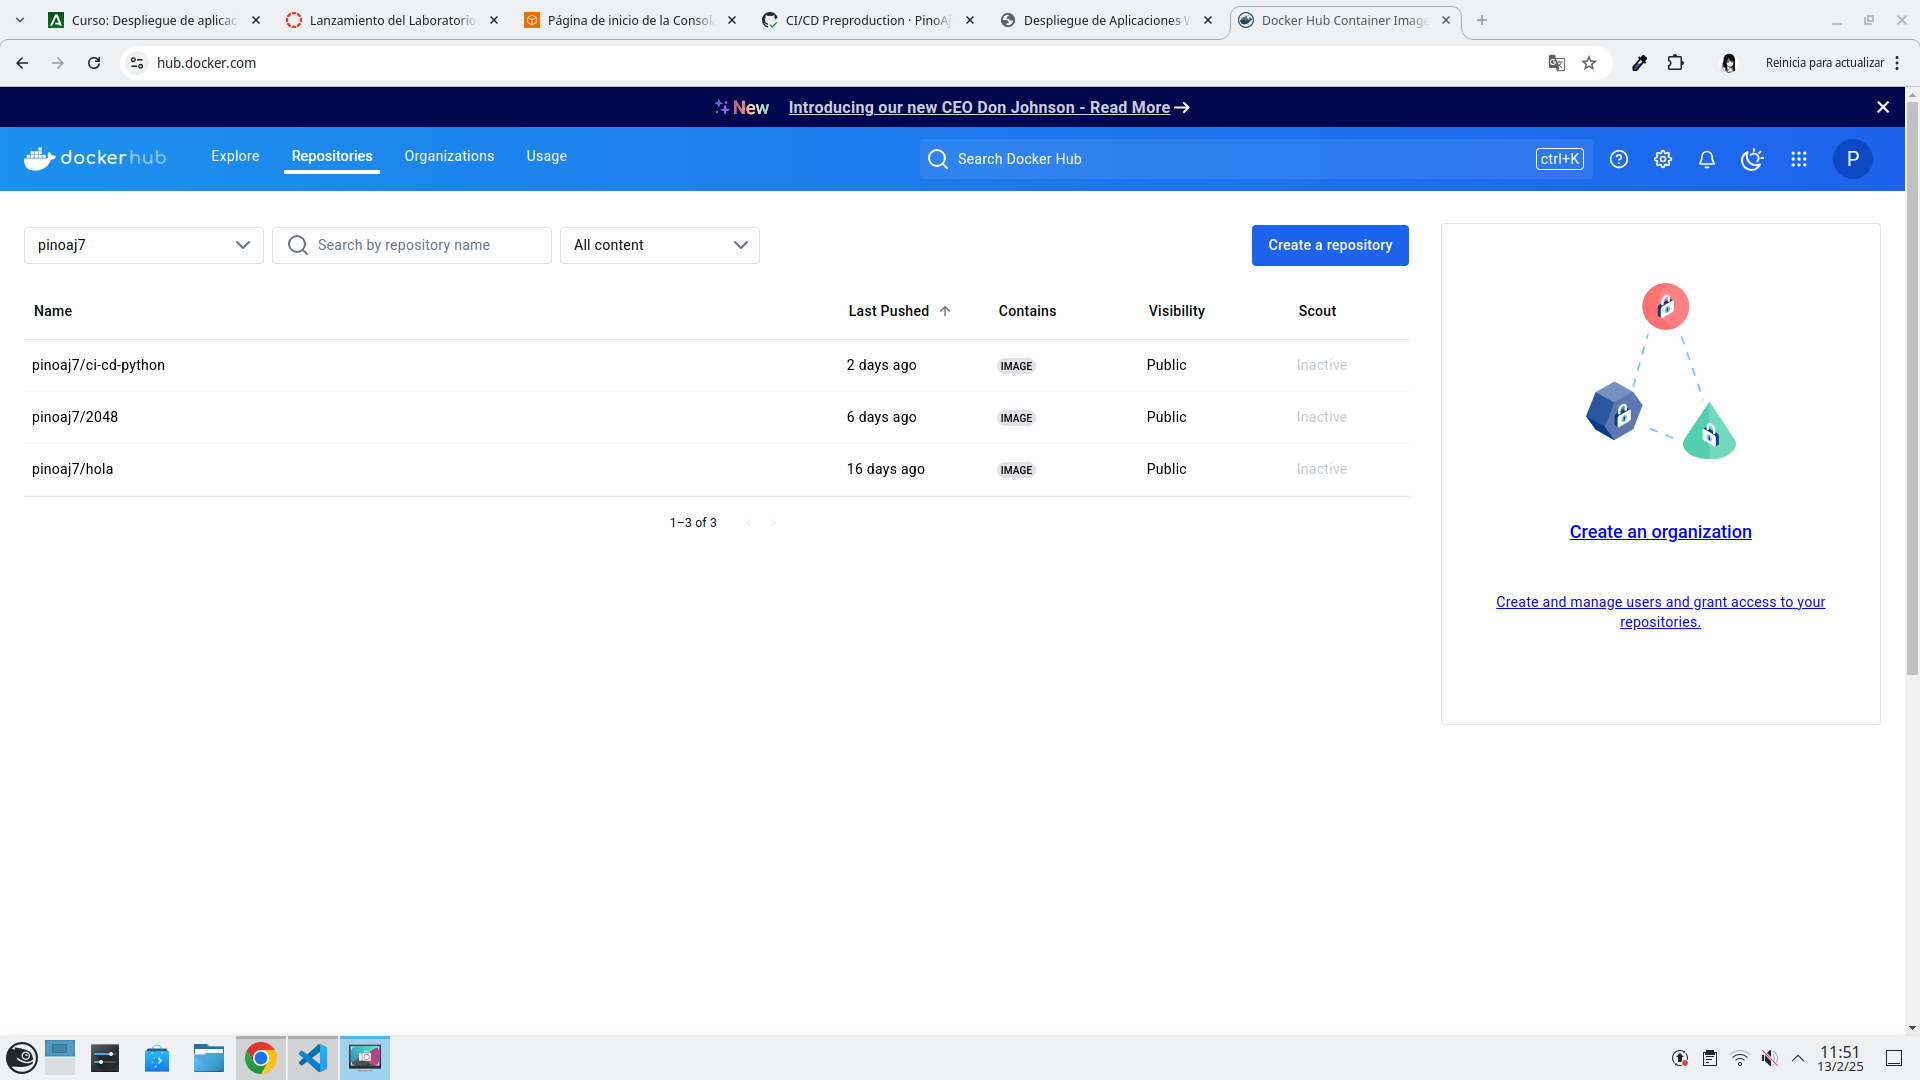 Curso: Despliegue de aplicac
Lanzamiento del Laboratorio
Página de inicio de la Consola
CI/CD Preproduction · PinoAj
Despliegue de Aplicaciones W
Docker Hub Container Image
hub.docker.com
Reinicia para actualizar
New Introducing our new CEO Don Johnson - Read More
dockerhub Explore Repositories Organizations Usage Search Docker Hub ctrl+K P
pinoaj7 Search by repository name All content Create a repository
Name Last Pushed Contains Visibility Scout
pinoaj7/ci-cd-python 2 days ago IMAGE Public Inactive
pinoaj7/2048 6 days ago IMAGE Public Inactive
pinoaj7/hola 16 days ago IMAGE Public Inactive
1–3 of 3
Create an organization
Create and manage users and grant access to your
repositories.
11:51
13/2/25